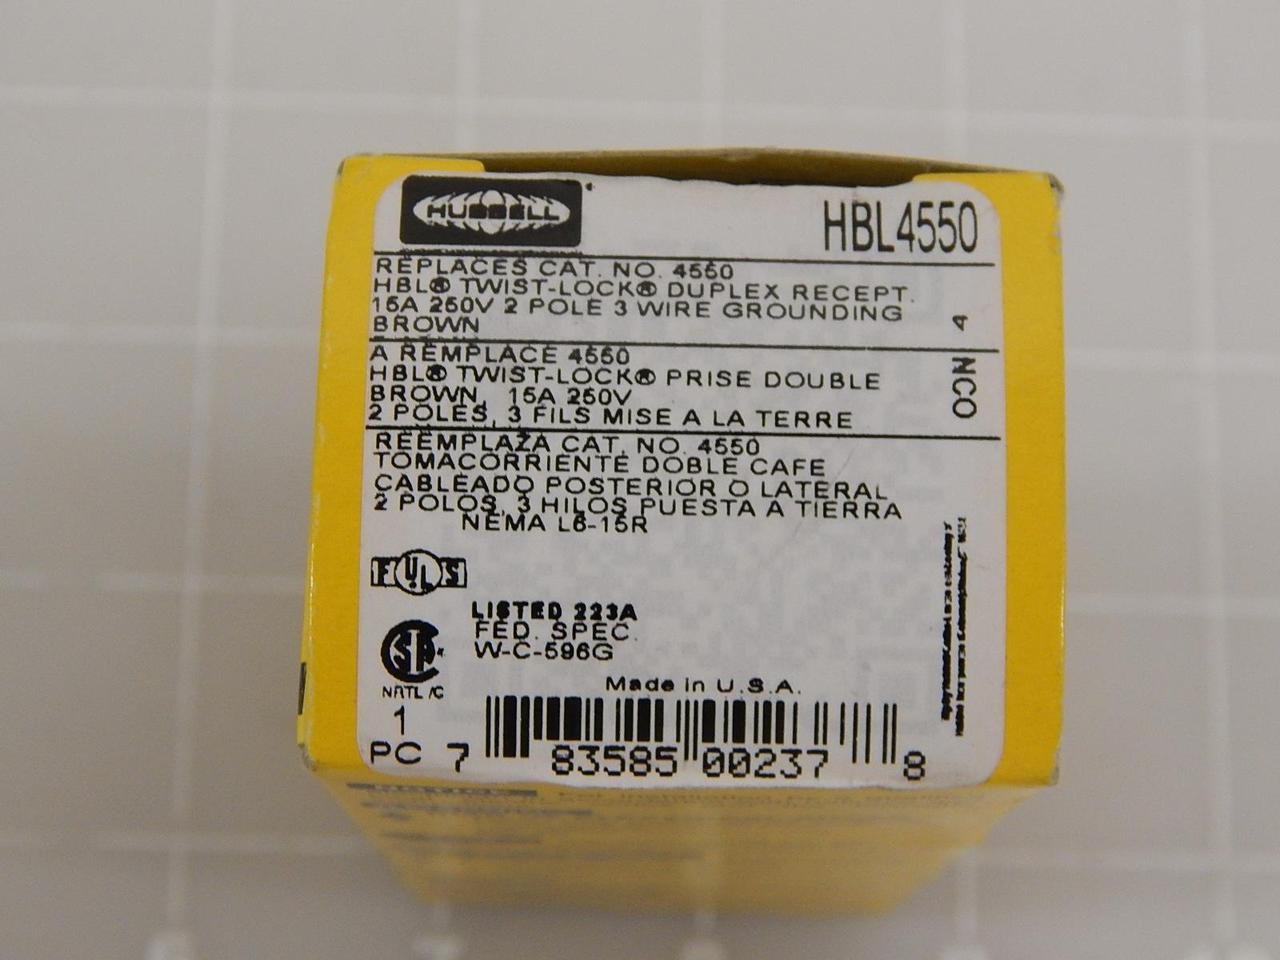 HUBBELL
HBL4550
REPLACES CAT. NO. 4550
HBL® TWIST-LOCK® DUPLEX RECEPT.
15A 250V 2 POLE 3 WIRE GROUNDING
BROWN
4
A REMPLACE 4550
HBL® TWIST-LOCK® PRISE DOUBLE
BROWN, 15A 250V
2 POLES, 3 FILS MISE A LA TERRE
NCO
REEMPLAZA CAT. NO. 4550
TOMACORRIENTE DOBLE CAFE
CABLEADO POSTERIOR O LATERAL
2 POLOS, 3 HILOS PUESTA A TIERRA
NEMA L6-15R
F UL S
LISTED 223A
FED. SPEC.
W-C-596G
NRTL /C
Made in U.S.A.
1
PC
7 83585 00237 8
NOTICE